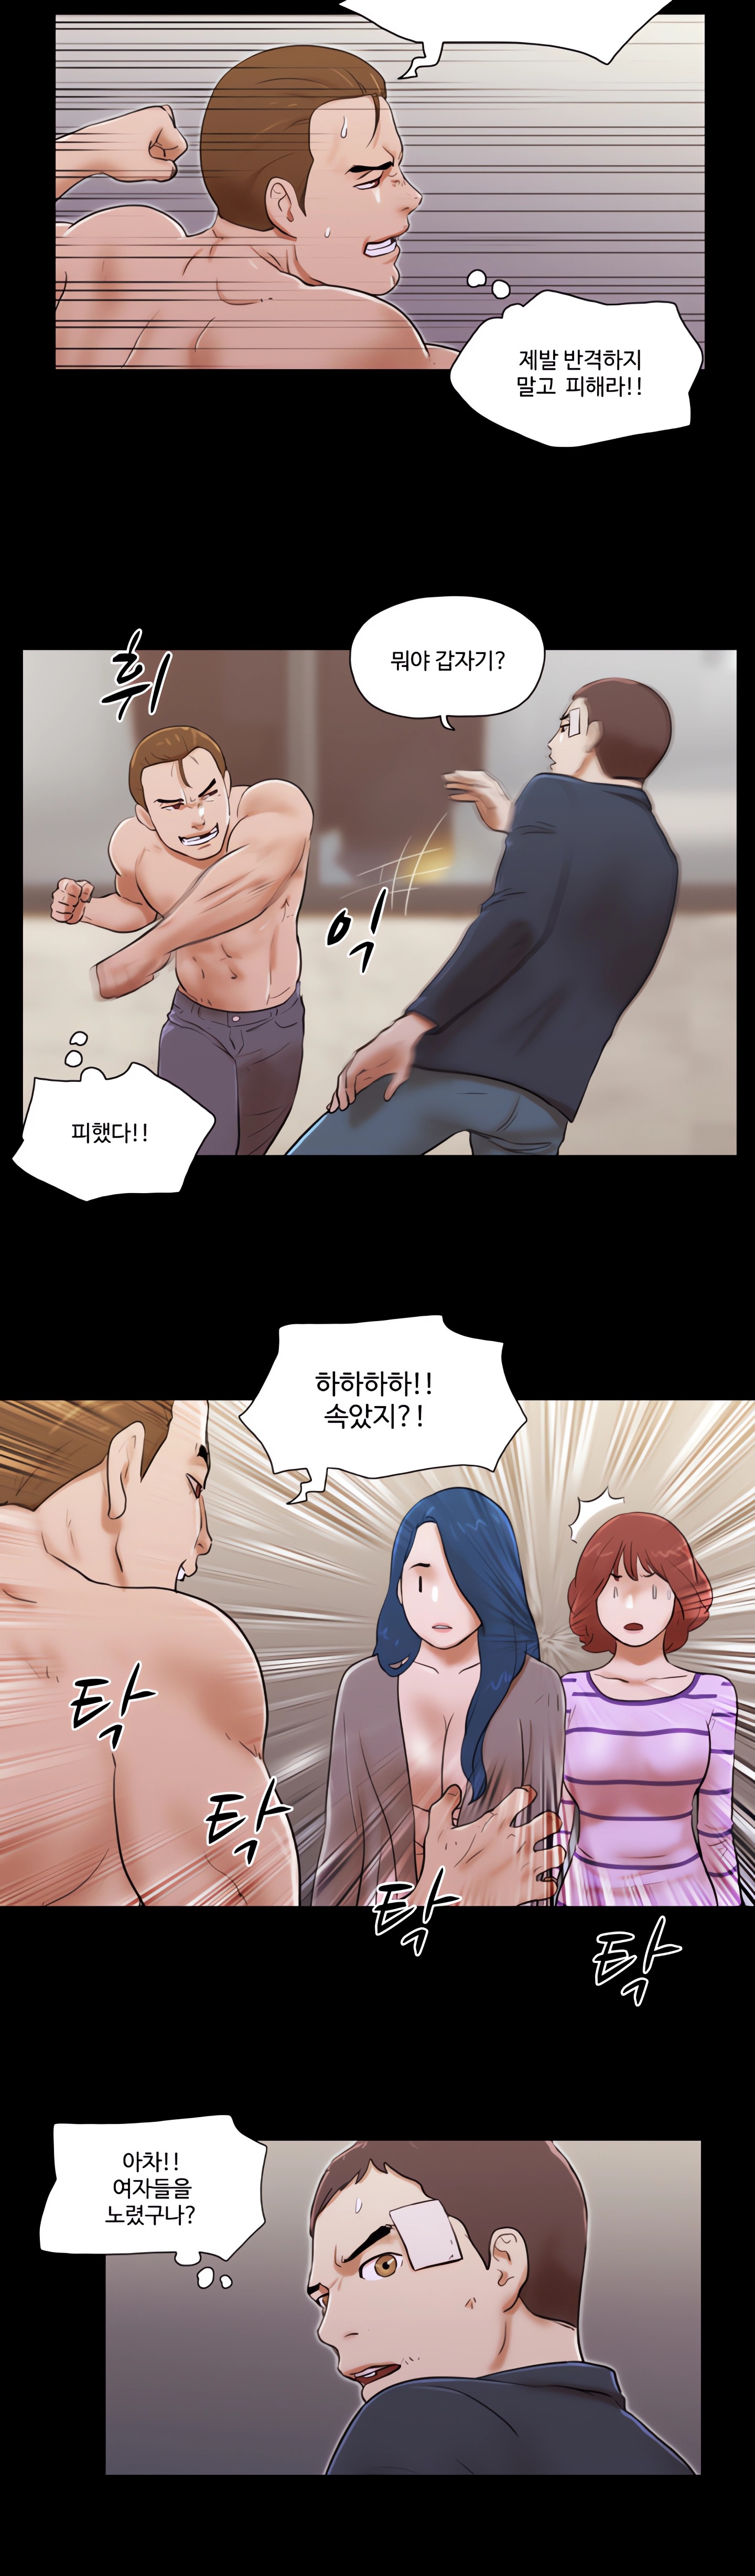 제발 반격하지
말고 피해라!!
휘
뭐야 갑자기?
익
피했다!!
하하하하!!
속았지?!
탁
탁
탁
탁
아차!!
여자들을
노렸구나?